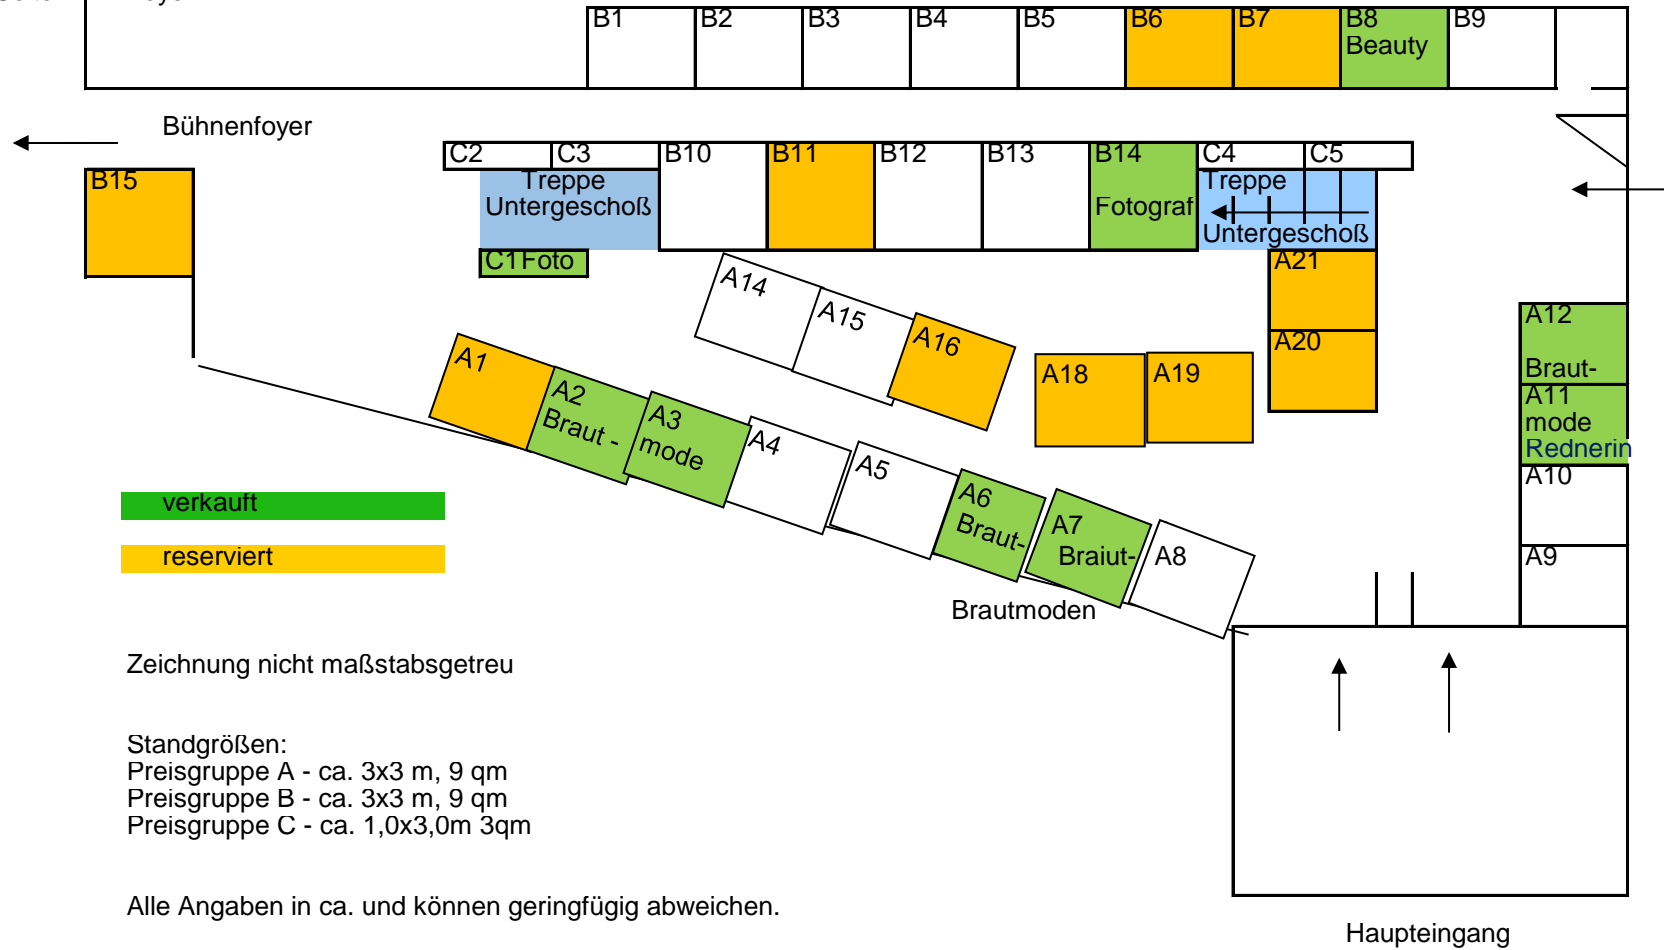 B1 B2 B3 B4 B5 B6 B7 B8 B9
Beauty
Bühnenfoyer
C2 C3 B10 B11 B12 B13 B14 C4 C5
B15
Treppe
Untergeschoß
Fotograf
Treppe
Untergeschoß
C1 Foto
A21
A20
A14
A15
A16
A18
A19
A12
Braut-
A11
mode
Rednerin
A10
A9
A1
A2
Braut -
A3
mode
A4
A5
A6
Braut-
A7
Braiut-
A8
Brautmoden
verkauft
reserviert
Zeichnung nicht maßstabsgetreu
Standgrößen:
Preisgruppe A - ca. 3x3 m, 9 qm
Preisgruppe B - ca. 3x3 m, 9 qm
Preisgruppe C - ca. 1,0x3,0m 3qm
Alle Angaben in ca. und können geringfügig abweichen.
Haupteingang